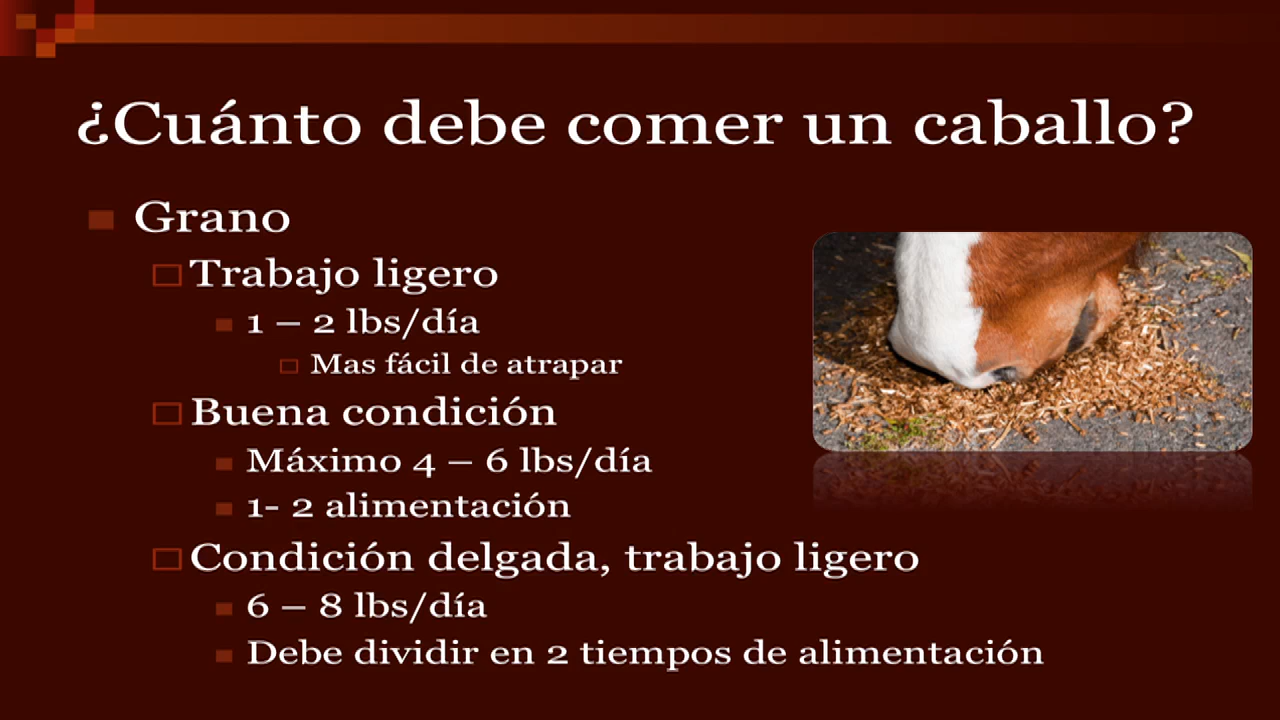 ¿Cuánto debe comer un caballo?
Grano
Trabajo ligero
1 – 2 lbs/día
Mas fácil de atrapar
Buena condición
Máximo 4 – 6 lbs/día
1- 2 alimentación
Condición delgada, trabajo ligero
6 – 8 lbs/día
Debe dividir en 2 tiempos de alimentación